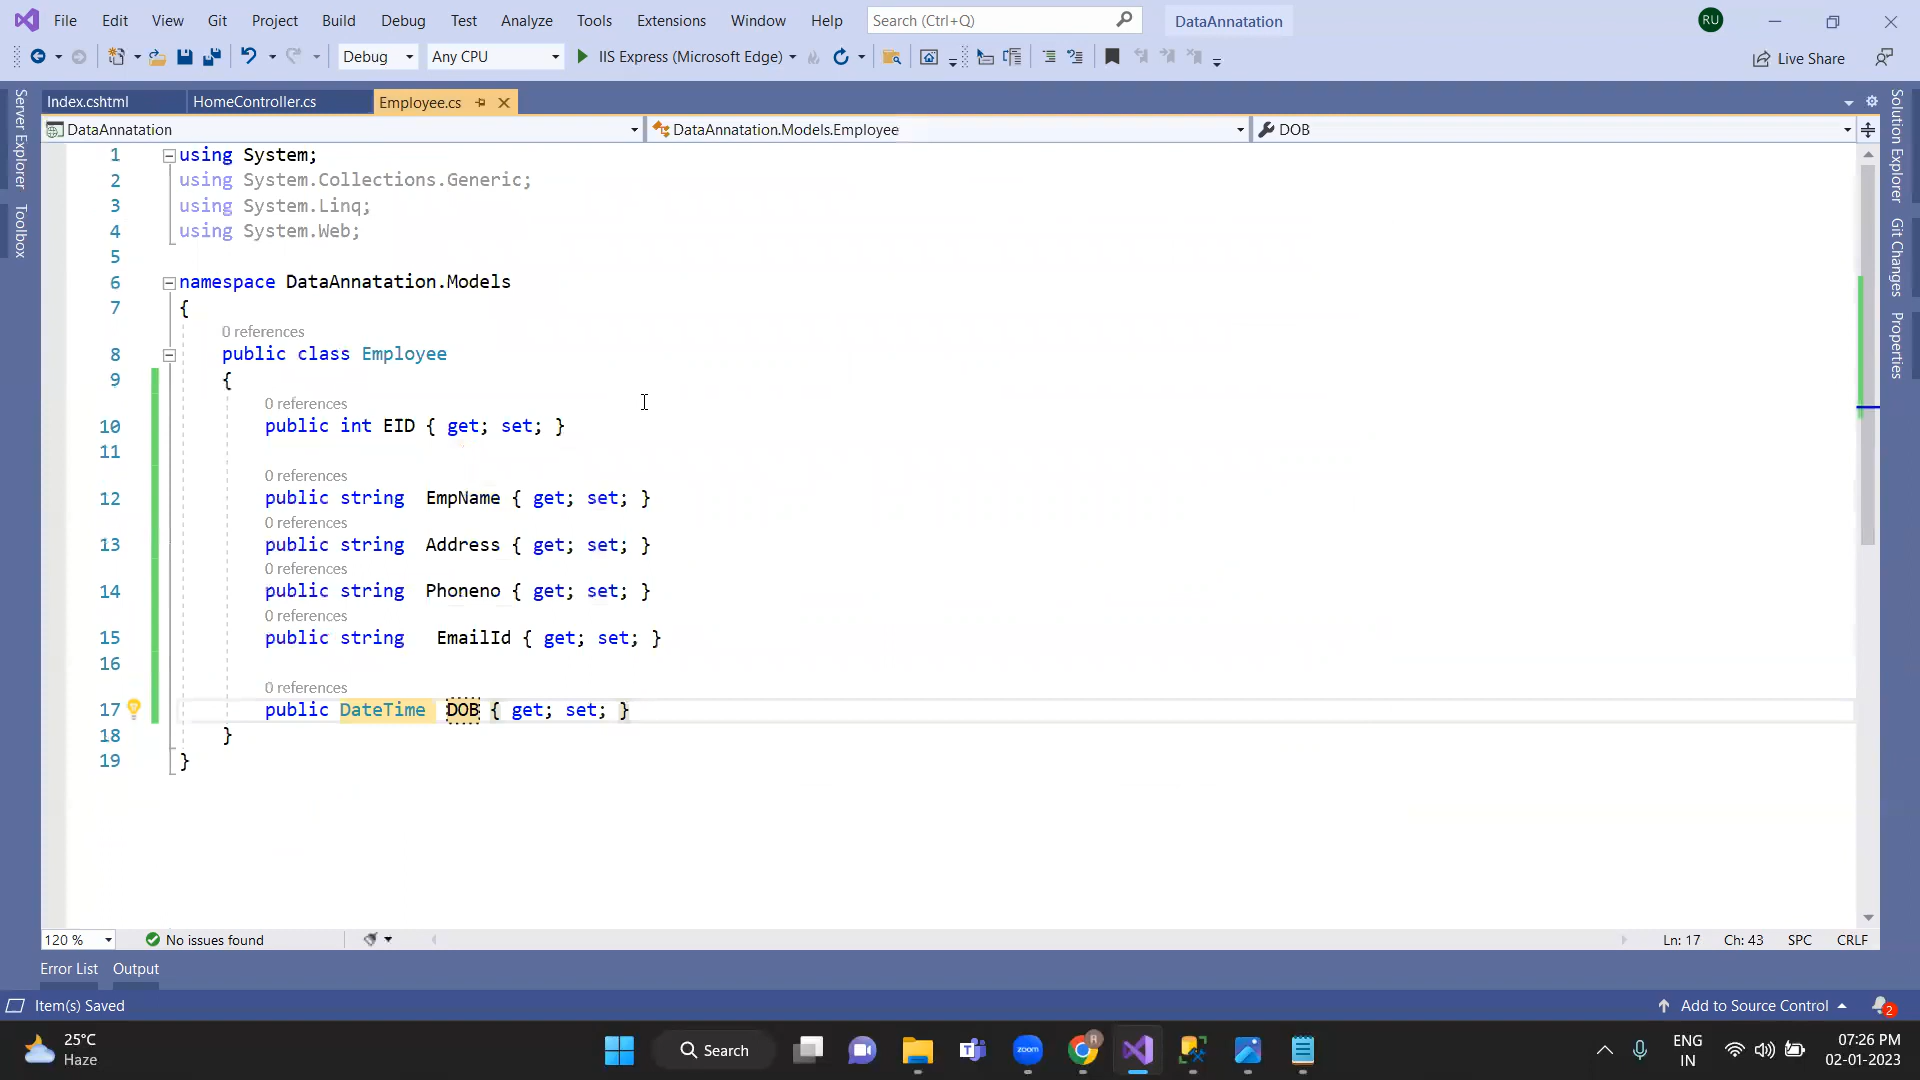 File Edit View Git Project Build Debug Test Analyze Tools Extensions Window Help Search (Ctrl+Q) DataAnnatation RU
Debug Any CPU IIS Express (Microsoft Edge) Live Share
Index.cshtml HomeController.cs Employee.cs
DataAnnatation DataAnnatation.Models.Employee DOB
Server Explorer
Toolbox
Solution Explorer
Git Changes
Properties
1 using System;
2 using System.Collections.Generic;
3 using System.Linq;
4 using System.Web;
5
6 namespace DataAnnatation.Models
7 {
0 references
8 public class Employee
9 {
0 references
10 public int EID { get; set; }
11
0 references
12 public string EmpName { get; set; }
0 references
13 public string Address { get; set; }
0 references
14 public string Phoneno { get; set; }
0 references
15 public string EmailId { get; set; }
16
0 references
17 public DateTime DOB { get; set; }
18 }
19 }
120 % No issues found Ln: 17 Ch: 43 SPC CRLF
Error List Output
Item(s) Saved Add to Source Control 2
25°C
Haze
Search
zoom
R
ENG
IN
07:26 PM
02-01-2023